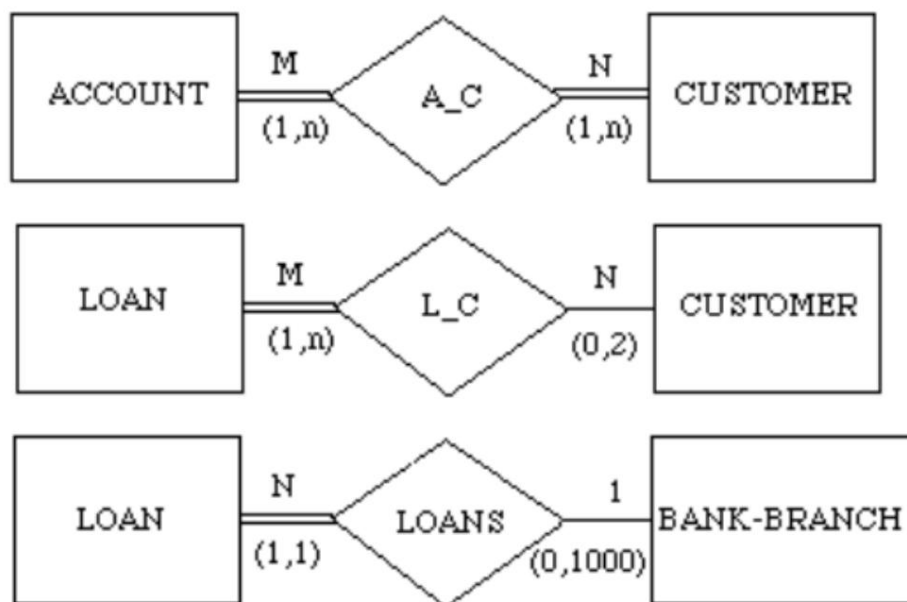 M N
ACCOUNT A_C CUSTOMER
(1,n) (1,n)
M N
LOAN L_C CUSTOMER
(1,n) (0,2)
N 1
LOAN LOANS BANK-BRANCH
(1,1) (0,1000)